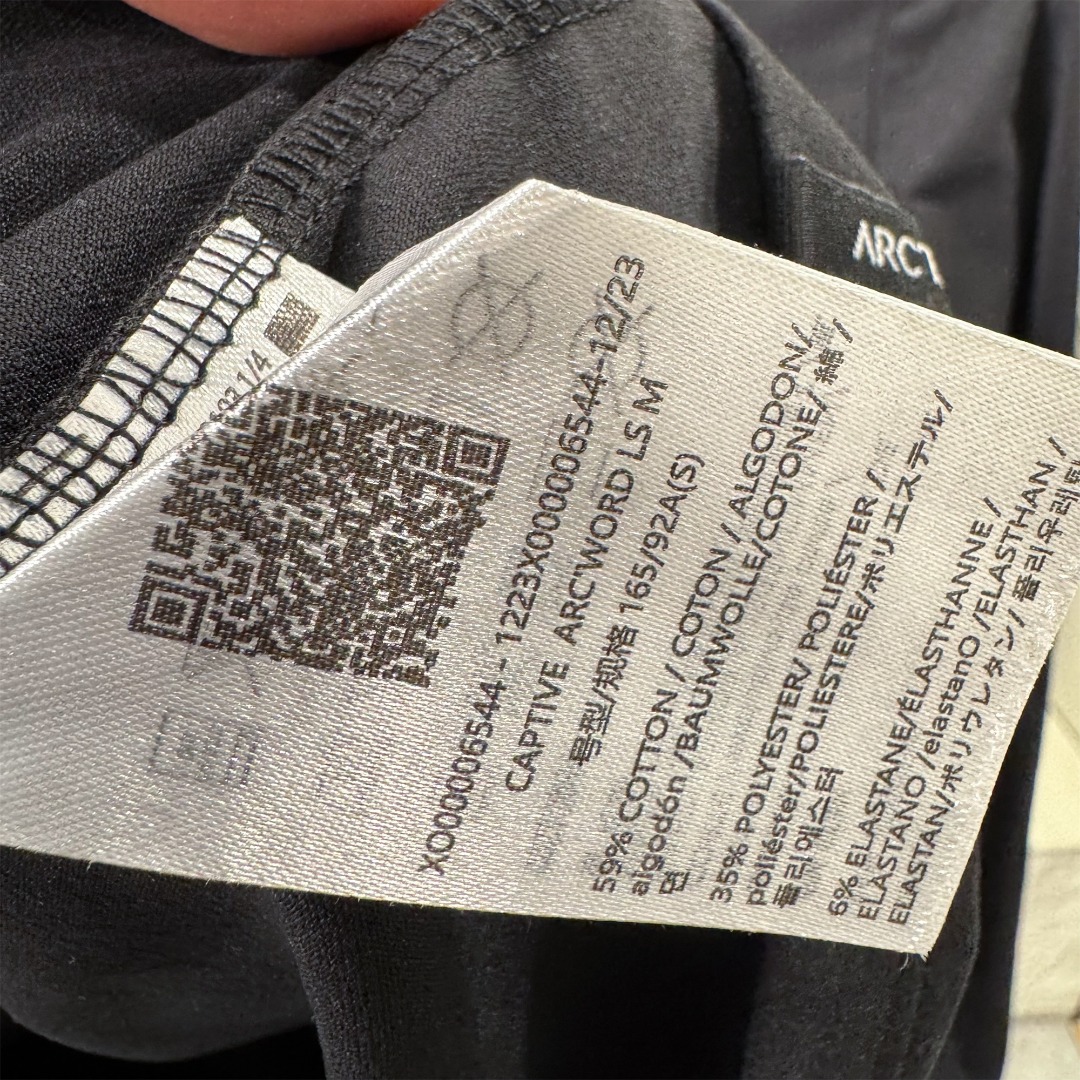 ARC'
-92 1/4
X000006544 - 1223X000006544-12/23
CAPTIVE ARC'WORD LS M
号型/规格 165/92A(S)
59% COTTON / COTON / ALGODON/
algodón /BAUMWOLLE/COTONE/ 綿 /
면
35% POLYESTER/ POLIÉSTER /
poliéster/POLIESTERE/ポリエステル/
폴리에스터
6% ELASTANE/ÉLASTHANNE /
ELASTANO /elastano /ELASTHAN /
ELASTAN/ポリウレタン/ 폴리우레탄